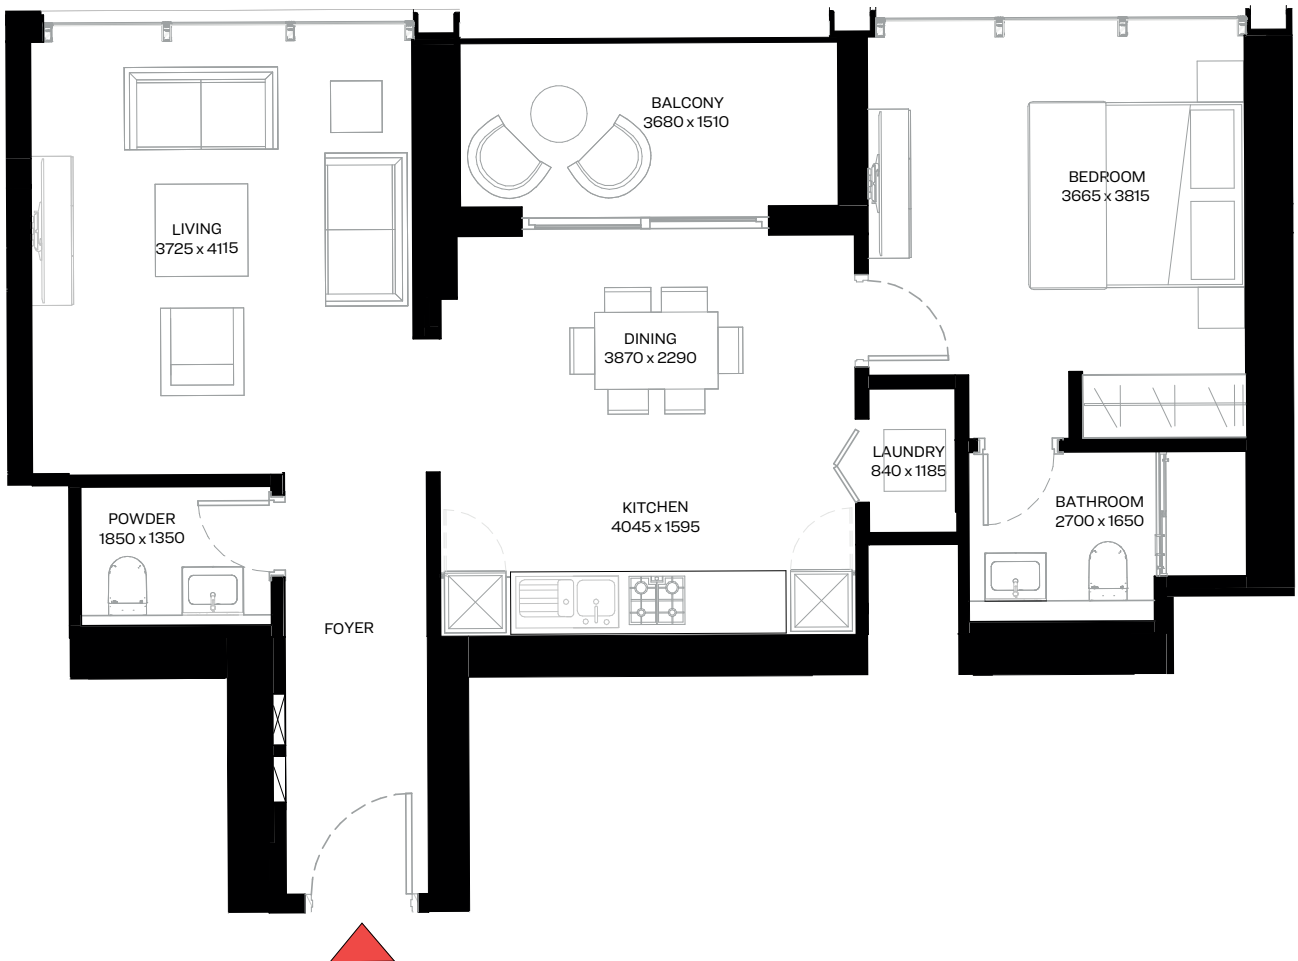 BALCONY
3680 x 1510
BEDROOM
3665 x 3815
LIVING
3725 x 4115
DINING
3870 x 2290
LAUNDRY
840 x 1185
KITCHEN
4045 x 1595
BATHROOM
2700 x 1650
POWDER
1850 x 1350
FOYER